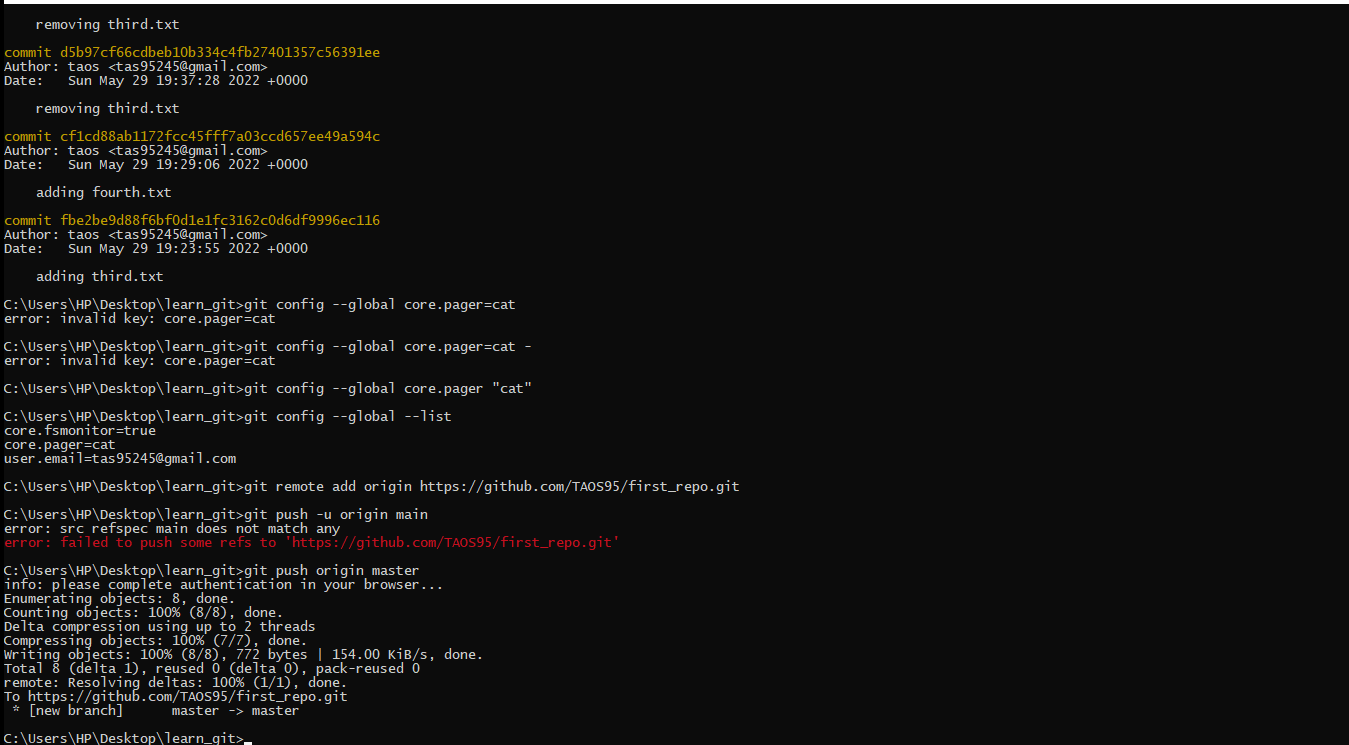 removing third.txt
commit d5b97cf66cdbeb10b334c4fb27401357c56391ee
Author: taos <tas95245@gmail.com>
Date:   Sun May 29 19:37:28 2022 +0000
removing third.txt
commit cf1cd88ab1172fcc45fff7a03ccd657ee49a594c
Author: taos <tas95245@gmail.com>
Date:   Sun May 29 19:29:06 2022 +0000
adding fourth.txt
commit fbe2be9d88f6bf0d1e1fc3162c0d6df9996ec116
Author: taos <tas95245@gmail.com>
Date:   Sun May 29 19:23:55 2022 +0000
adding third.txt
C:\Users\HP\Desktop\learn_git>git config --global core.pager=cat
error: invalid key: core.pager=cat
C:\Users\HP\Desktop\learn_git>git config --global core.pager=cat -
error: invalid key: core.pager=cat
C:\Users\HP\Desktop\learn_git>git config --global core.pager "cat"
C:\Users\HP\Desktop\learn_git>git config --global --list
core.fsmonitor=true
core.pager=cat
user.email=tas95245@gmail.com
C:\Users\HP\Desktop\learn_git>git remote add origin https://github.com/TAOS95/first_repo.git
C:\Users\HP\Desktop\learn_git>git push -u origin main
error: src refspec main does not match any
error: failed to push some refs to 'https://github.com/TAOS95/first_repo.git'
C:\Users\HP\Desktop\learn_git>git push origin master
info: please complete authentication in your browser...
Enumerating objects: 8, done.
Counting objects: 100% (8/8), done.
Delta compression using up to 2 threads
Compressing objects: 100% (7/7), done.
Writing objects: 100% (8/8), 772 bytes | 154.00 KiB/s, done.
Total 8 (delta 1), reused 0 (delta 0), pack-reused 0
remote: Resolving deltas: 100% (1/1), done.
To https://github.com/TAOS95/first_repo.git
 * [new branch]      master -> master
C:\Users\HP\Desktop\learn_git>